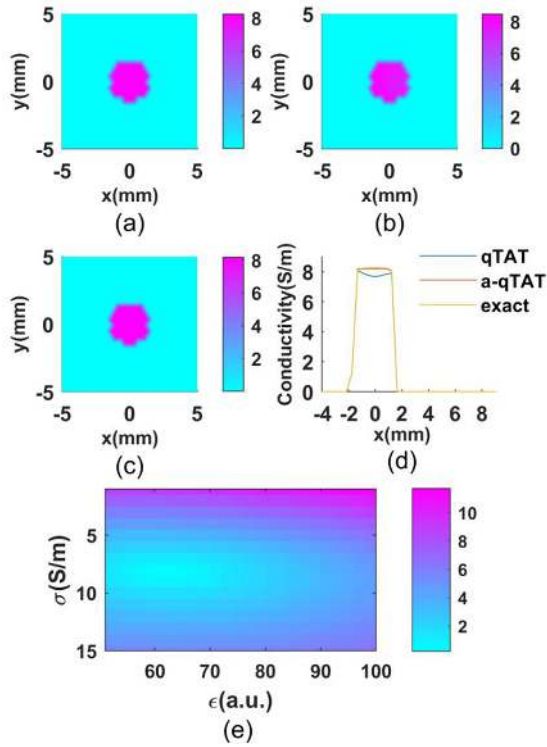 5
y(mm)
0
-5
-5 0 5
x(mm)
8
6
4
2
(a)
5
y(mm)
0
-5
-5 0 5
x(mm)
8
6
4
2
0
(b)
5
y(mm)
0
-5
-5 0 5
x(mm)
8
6
4
2
(c)
Conductivity(S/m)
8
6
4
2
0
-4 -2 0 2 4 6 8
x(mm)
qTAT
a-qTAT
exact
(d)
σ(S/m)
5
10
15
60 70 80 90 100
ϵ(a.u.)
10
8
6
4
2
(e)